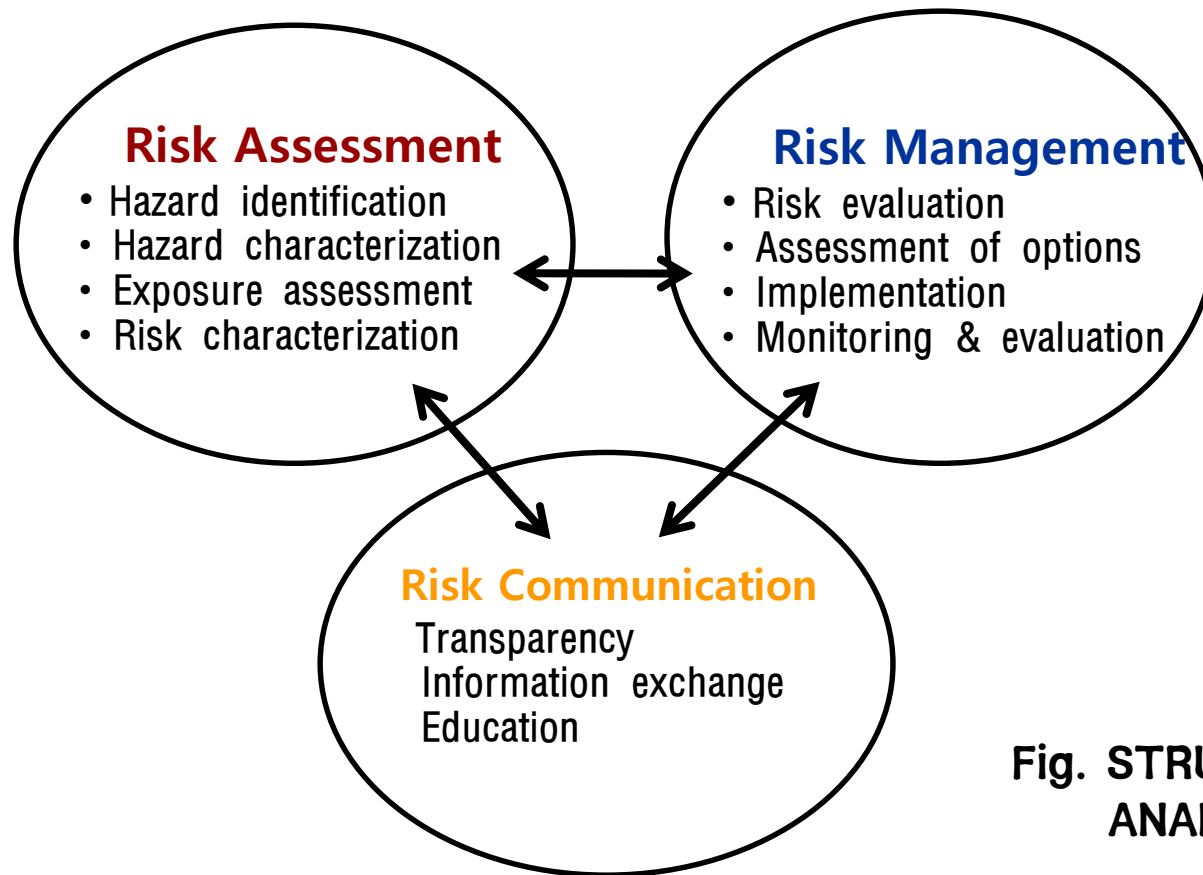 Risk Assessment
• Hazard identification
• Hazard characterization
• Exposure assessment
• Risk characterization
Risk Management
• Risk evaluation
• Assessment of options
• Implementation
• Monitoring & evaluation
Risk Communication
Transparency
Information exchange
Education
Fig.